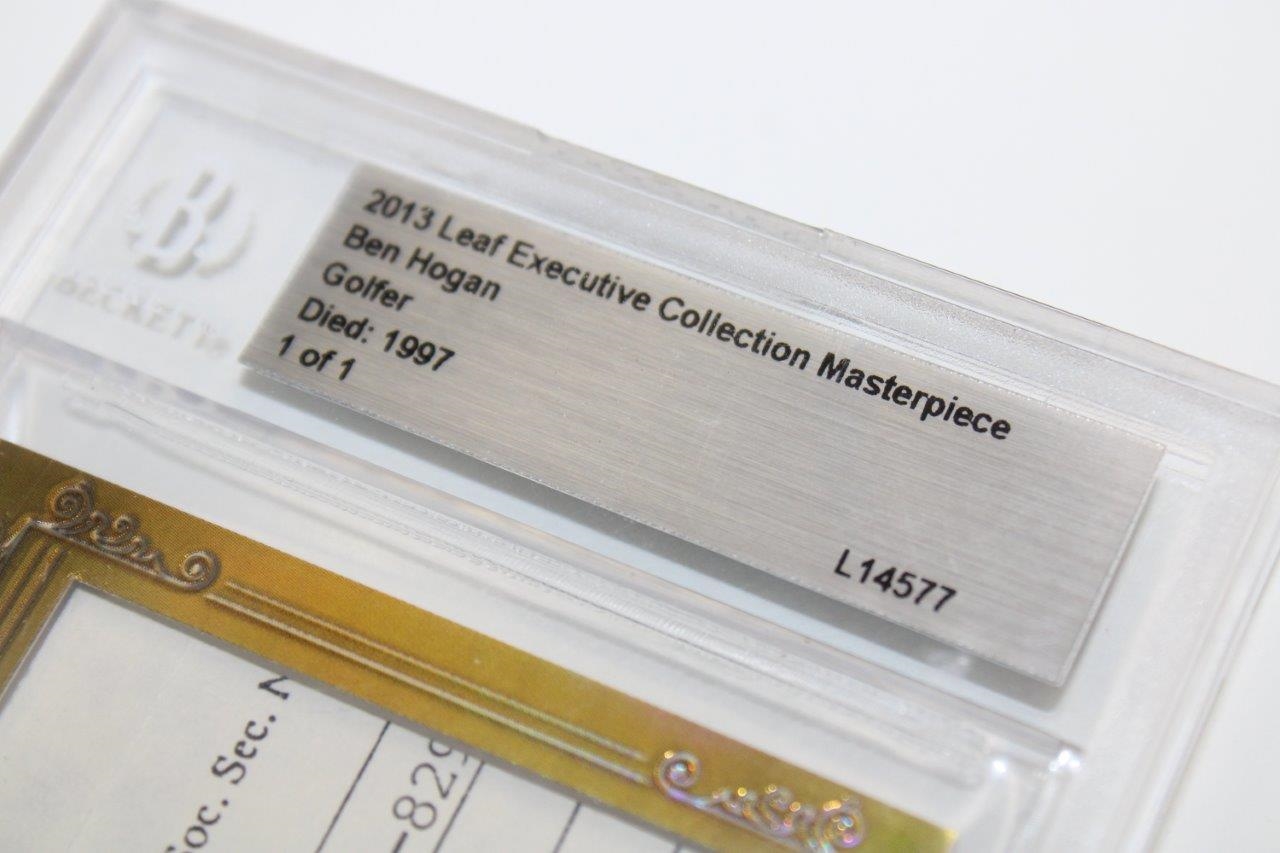 2013 Leaf Executive Collection Masterpiece
Ben Hogan
Golfer
Died: 1997
1 of 1
L14577
B
BECKETT
Soc. Sec.
-829